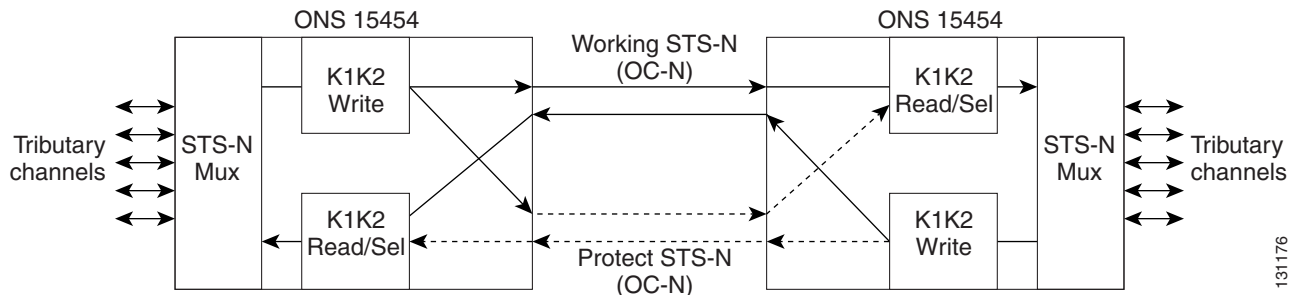 ONS 15454
ONS 15454
Working STS-N
(OC-N)
K1K2
Write
K1K2
Read/Sel
Tributary
channels
STS-N
Mux
STS-N
Mux
Tributary
channels
K1K2
Read/Sel
K1K2
Write
Protect STS-N
(OC-N)
131176